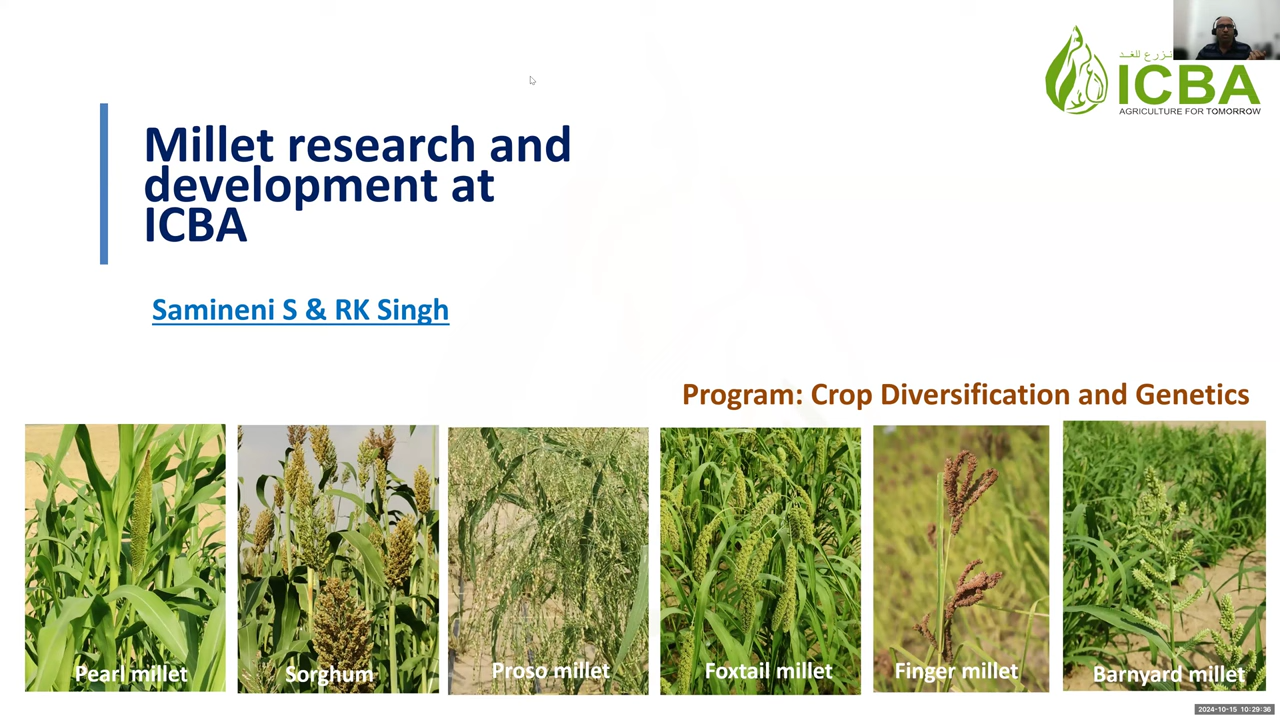 نزرع للغد
ICBA
AGRICULTURE FOR TOMORROW
Millet research and
development at
ICBA
Samineni S & RK Singh
Program: Crop Diversification and Genetics
Pearl millet
Sorghum
Proso millet
Foxtail millet
Finger millet
Barnyard millet
2024-10-15 10:29:36